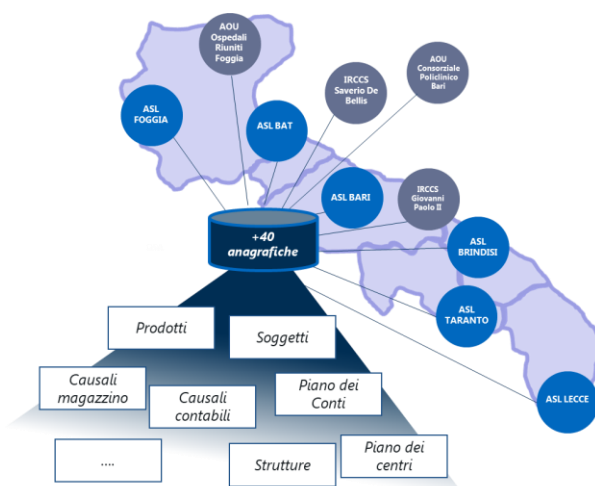 AOU
Ospedali
Riuniti
Foggia
IRCCS
Saverio De
Bellis
AOU
Consorziale
Policlinico
Bari
ASL
FOGGIA
ASL BAT
ASL BARI
IRCCS
Giovanni
Paolo II
ASL
BRINDISI
ASL
TARANTO
ASL LECCE
+40
anagrafiche
Prodotti
Soggetti
Causali
magazzino
Causali
contabili
Piano dei
Conti
....
Strutture
Piano dei
centri